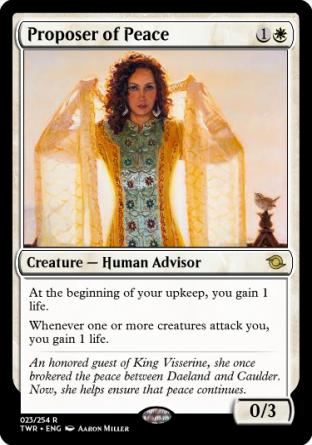 Proposer of Peace 1
Creature — Human Advisor
At the beginning of your upkeep, you gain 1
life.
Whenever one or more creatures attack you,
you gain 1 life.
An honored guest of King Visserine, she once
brokered the peace between Daeland and Caulder.
Now, she helps ensure that peace continues.
0/3
023/254 R
TWR • ENG Aaron Miller